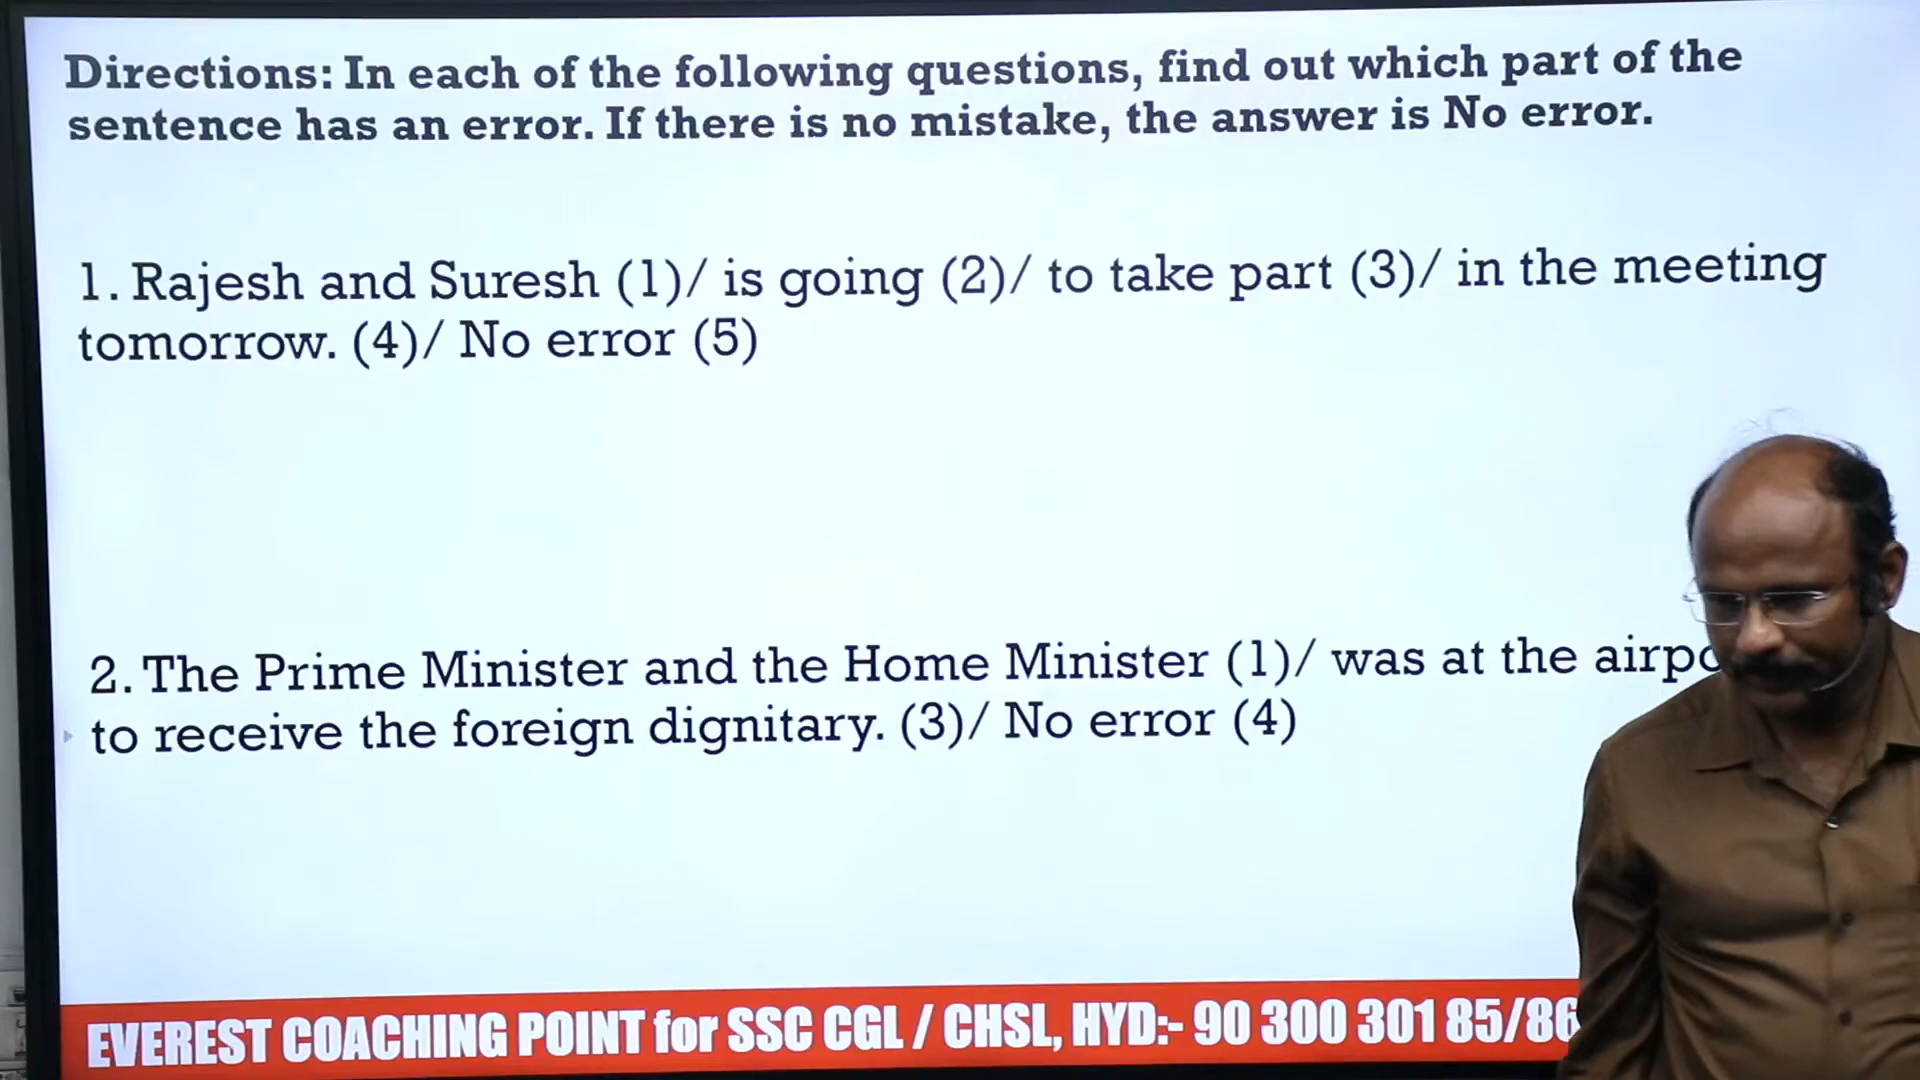 Directions: In each of the following questions, find out which part of the
sentence has an error. If there is no mistake, the answer is No error.
1. Rajesh and Suresh (1)/ is going (2)/ to take part (3)/ in the meeting
tomorrow. (4)/ No error (5)
2. The Prime Minister and the Home Minister (1)/ was at the
to receive the foreign dignitary. (3)/ No error (4)
EVEREST COACHING POINT for SSC CGL / CHSL, HYD:- 90 300 301 85/86